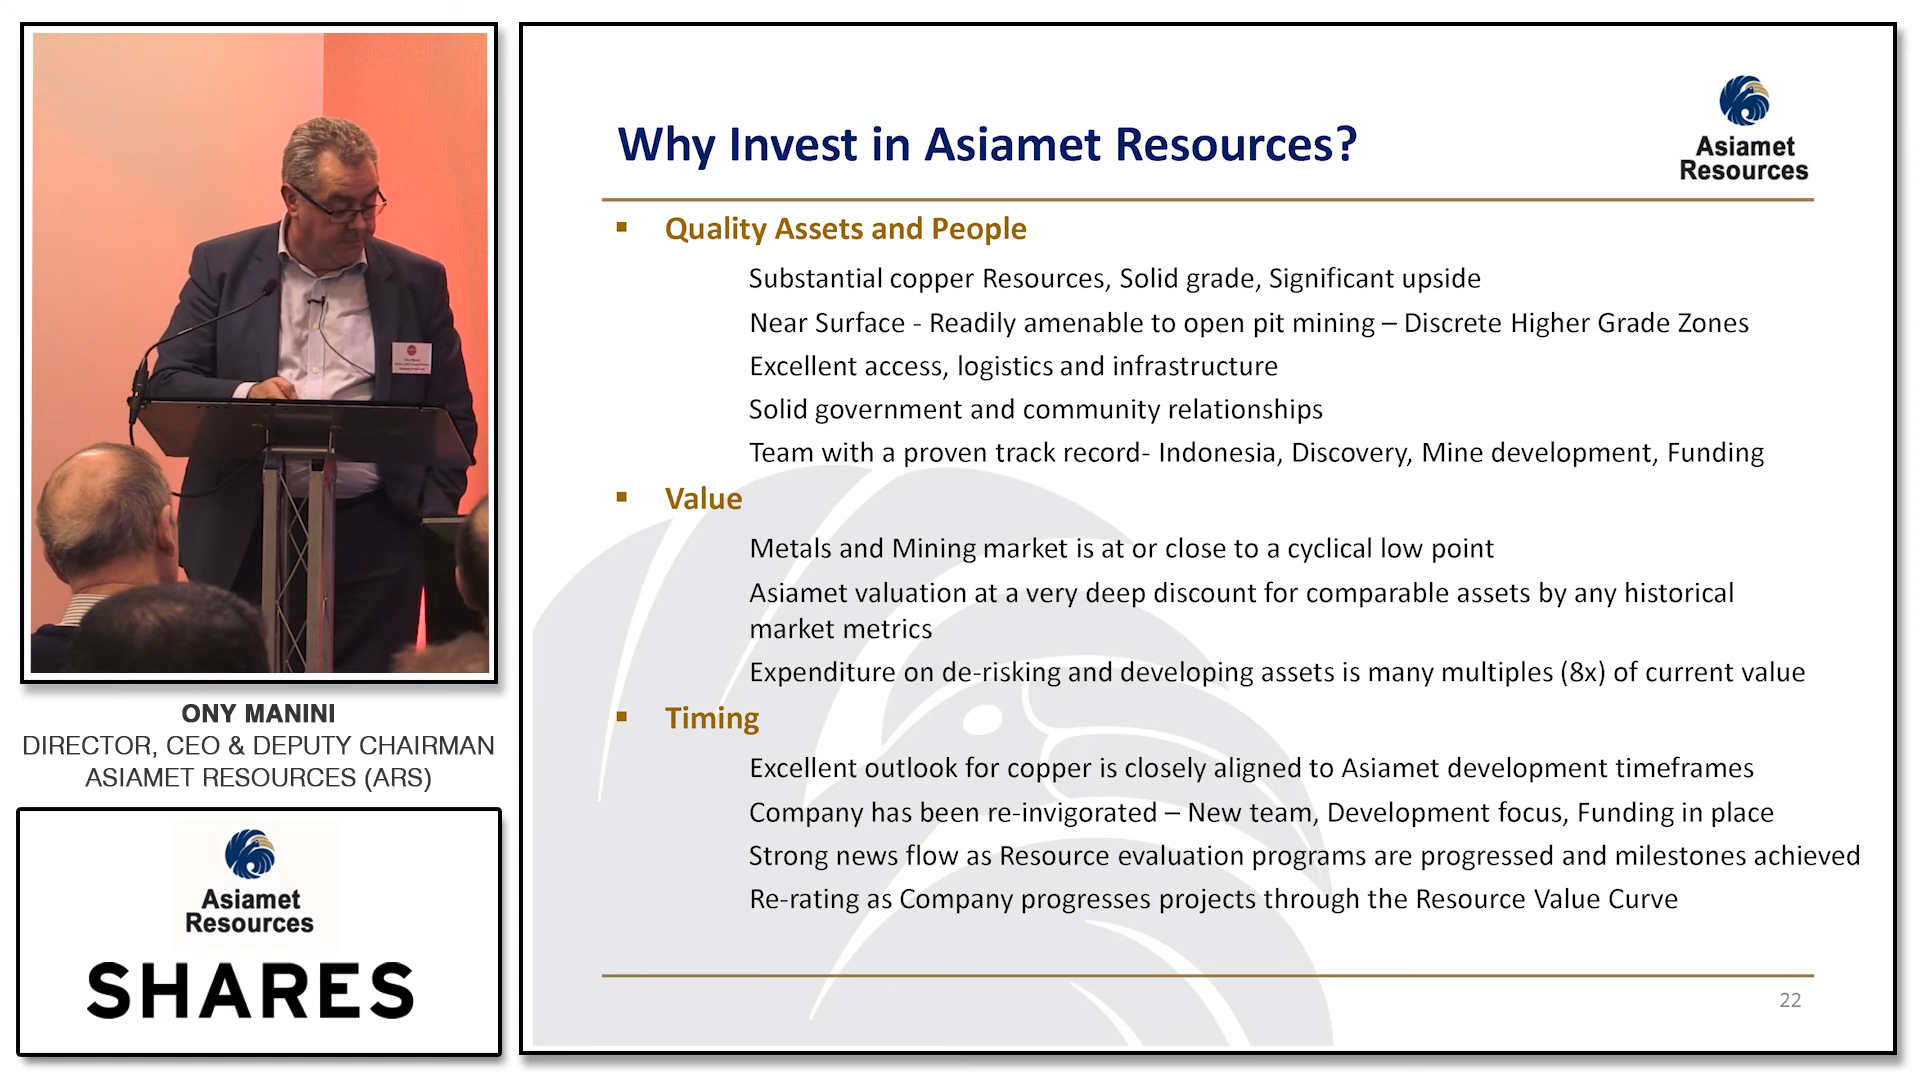 ONY MANINI
DIRECTOR, CEO & DEPUTY CHAIRMAN
ASIAMET RESOURCES (ARS)
Asiamet
Resources
SHARES
Why Invest in Asiamet Resources?
Asiamet
Resources
▪ Quality Assets and People
Substantial copper Resources, Solid grade, Significant upside
Near Surface - Readily amenable to open pit mining – Discrete Higher Grade Zones
Excellent access, logistics and infrastructure
Solid government and community relationships
Team with a proven track record- Indonesia, Discovery, Mine development, Funding
▪ Value
Metals and Mining market is at or close to a cyclical low point
Asiamet valuation at a very deep discount for comparable assets by any historical
market metrics
Expenditure on de-risking and developing assets is many multiples (8x) of current value
▪ Timing
Excellent outlook for copper is closely aligned to Asiamet development timeframes
Company has been re-invigorated – New team, Development focus, Funding in place
Strong news flow as Resource evaluation programs are progressed and milestones achieved
Re-rating as Company progresses projects through the Resource Value Curve
22